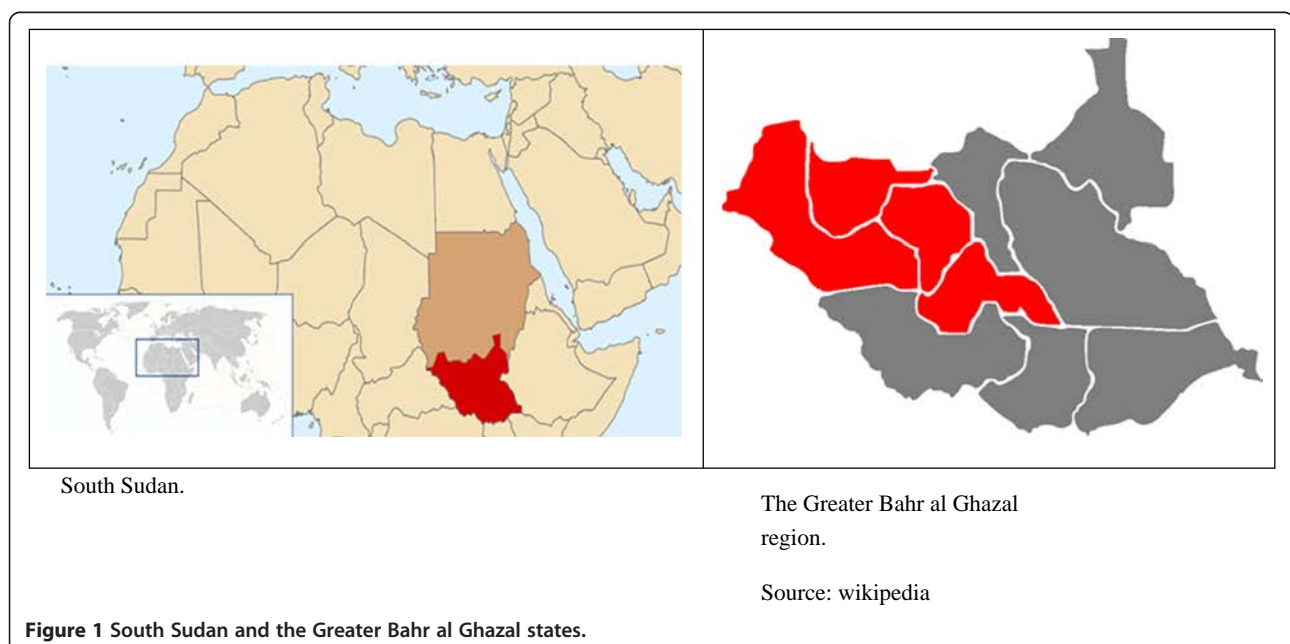 South Sudan.
The Greater Bahr al Ghazal
region.
Source: wikipedia
Figure 1 South Sudan and the Greater Bahr al Ghazal states.